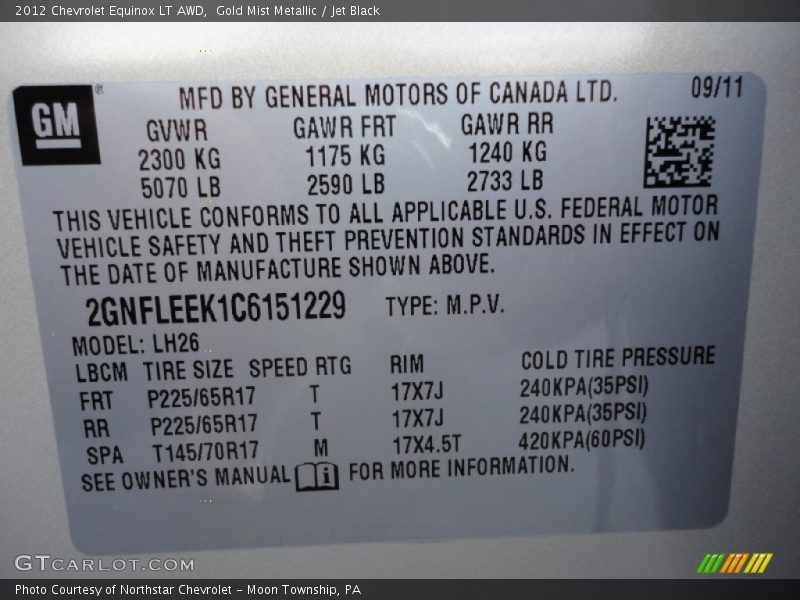 2012 Chevrolet Equinox LT AWD,  Gold Mist Metallic / Jet Black
GM®
MFD BY GENERAL MOTORS OF CANADA LTD.
09/11
GVWR GAWR FRT GAWR RR
2300 KG 1175 KG 1240 KG
5070 LB 2590 LB 2733 LB
THIS VEHICLE CONFORMS TO ALL APPLICABLE U.S. FEDERAL MOTOR
VEHICLE SAFETY AND THEFT PREVENTION STANDARDS IN EFFECT ON
THE DATE OF MANUFACTURE SHOWN ABOVE.
2GNFLEEK1C6151229 TYPE: M.P.V.
MODEL: LH26
LBCM TIRE SIZE SPEED RTG RIM COLD TIRE PRESSURE
FRT P225/65R17 T 17X7J 240KPA(35PSI)
RR P225/65R17 T 17X7J 240KPA(35PSI)
SPA T145/70R17 M 17X4.5T 420KPA(60PSI)
SEE OWNER'S MANUAL i FOR MORE INFORMATION.
GTCARLOT.COM
Photo Courtesy of Northstar Chevrolet – Moon Township, PA